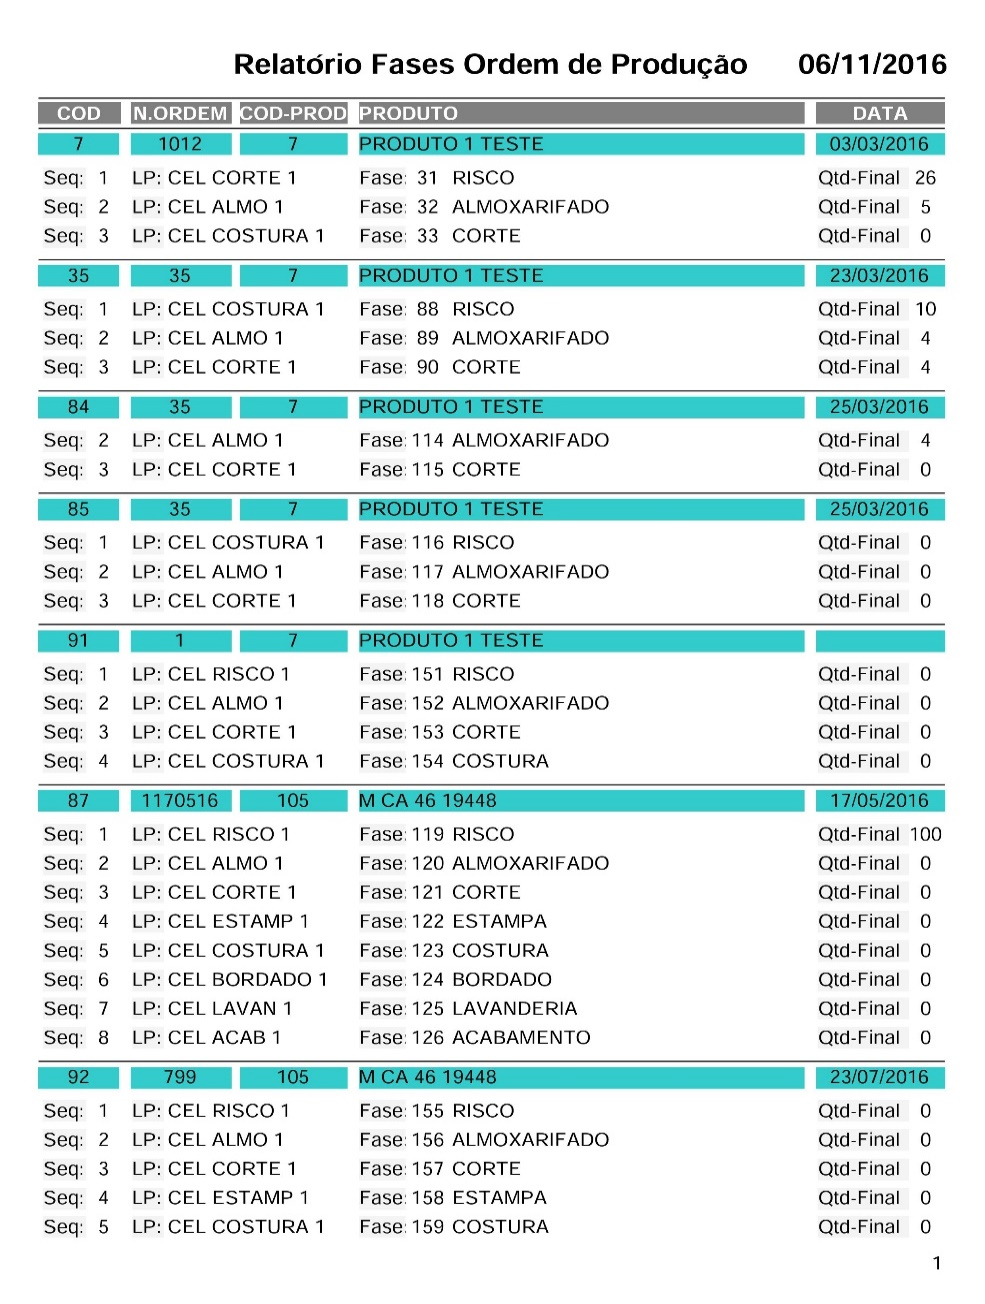 Relatório Fases Ordem de Produção 06/11/2016
COD N.ORDEM COD-PROD PRODUTO DATA
7 1012 7 PRODUTO 1 TESTE 03/03/2016
Seq: 1 LP: CEL CORTE 1 Fase: 31 RISCO Qtd-Final 26
Seq: 2 LP: CEL ALMO 1 Fase: 32 ALMOXARIFADO Qtd-Final 5
Seq: 3 LP: CEL COSTURA 1 Fase: 33 CORTE Qtd-Final 0
35 35 7 PRODUTO 1 TESTE 23/03/2016
Seq: 1 LP: CEL COSTURA 1 Fase: 88 RISCO Qtd-Final 10
Seq: 2 LP: CEL ALMO 1 Fase: 89 ALMOXARIFADO Qtd-Final 4
Seq: 3 LP: CEL CORTE 1 Fase: 90 CORTE Qtd-Final 4
84 35 7 PRODUTO 1 TESTE 25/03/2016
Seq: 2 LP: CEL ALMO 1 Fase: 114 ALMOXARIFADO Qtd-Final 4
Seq: 3 LP: CEL CORTE 1 Fase: 115 CORTE Qtd-Final 0
85 35 7 PRODUTO 1 TESTE 25/03/2016
Seq: 1 LP: CEL COSTURA 1 Fase: 116 RISCO Qtd-Final 0
Seq: 2 LP: CEL ALMO 1 Fase: 117 ALMOXARIFADO Qtd-Final 0
Seq: 3 LP: CEL CORTE 1 Fase: 118 CORTE Qtd-Final 0
91 1 7 PRODUTO 1 TESTE
Seq: 1 LP: CEL RISCO 1 Fase: 151 RISCO Qtd-Final 0
Seq: 2 LP: CEL ALMO 1 Fase: 152 ALMOXARIFADO Qtd-Final 0
Seq: 3 LP: CEL CORTE 1 Fase: 153 CORTE Qtd-Final 0
Seq: 4 LP: CEL COSTURA 1 Fase: 154 COSTURA Qtd-Final 0
87 1170516 105 M CA 46 19448 17/05/2016
Seq: 1 LP: CEL RISCO 1 Fase: 119 RISCO Qtd-Final 100
Seq: 2 LP: CEL ALMO 1 Fase: 120 ALMOXARIFADO Qtd-Final 0
Seq: 3 LP: CEL CORTE 1 Fase: 121 CORTE Qtd-Final 0
Seq: 4 LP: CEL ESTAMP 1 Fase: 122 ESTAMPA Qtd-Final 0
Seq: 5 LP: CEL COSTURA 1 Fase: 123 COSTURA Qtd-Final 0
Seq: 6 LP: CEL BORDADO 1 Fase: 124 BORDADO Qtd-Final 0
Seq: 7 LP: CEL LAVAN 1 Fase: 125 LAVANDERIA Qtd-Final 0
Seq: 8 LP: CEL ACAB 1 Fase: 126 ACABAMENTO Qtd-Final 0
92 799 105 M CA 46 19448 23/07/2016
Seq: 1 LP: CEL RISCO 1 Fase: 155 RISCO Qtd-Final 0
Seq: 2 LP: CEL ALMO 1 Fase: 156 ALMOXARIFADO Qtd-Final 0
Seq: 3 LP: CEL CORTE 1 Fase: 157 CORTE Qtd-Final 0
Seq: 4 LP: CEL ESTAMP 1 Fase: 158 ESTAMPA Qtd-Final 0
Seq: 5 LP: CEL COSTURA 1 Fase: 159 COSTURA Qtd-Final 0
1